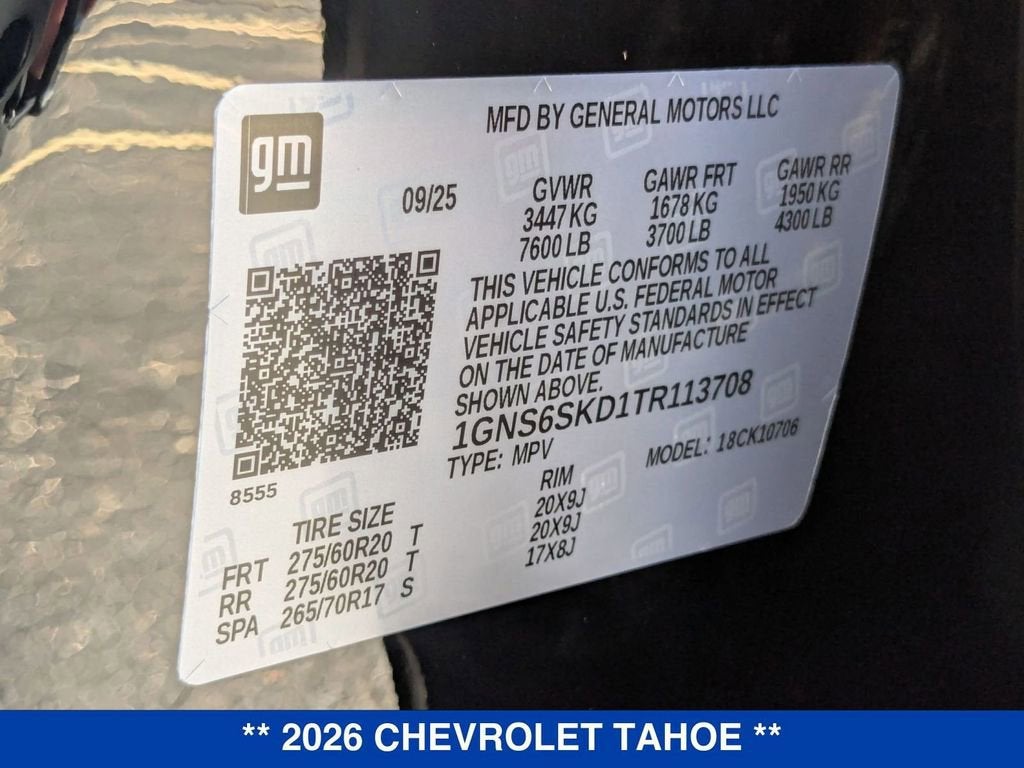 gm
MFD BY GENERAL MOTORS LLC
09/25
GVWR GAWR FRT GAWR RR
3447 KG 1678 KG 1950 KG
7600 LB 3700 LB 4300 LB
THIS VEHICLE CONFORMS TO ALL
APPLICABLE U.S. FEDERAL MOTOR
VEHICLE SAFETY STANDARDS IN EFFECT
ON THE DATE OF MANUFACTURE
SHOWN ABOVE.
1GNS6SKD1TR113708
TYPE: MPV MODEL: 18CK10706
8555
TIRE SIZE RIM
FRT 275/60R20 T 20X9J
RR 275/60R20 T 20X9J
SPA 265/70R17 S 17X8J
** 2026 CHEVROLET TAHOE **